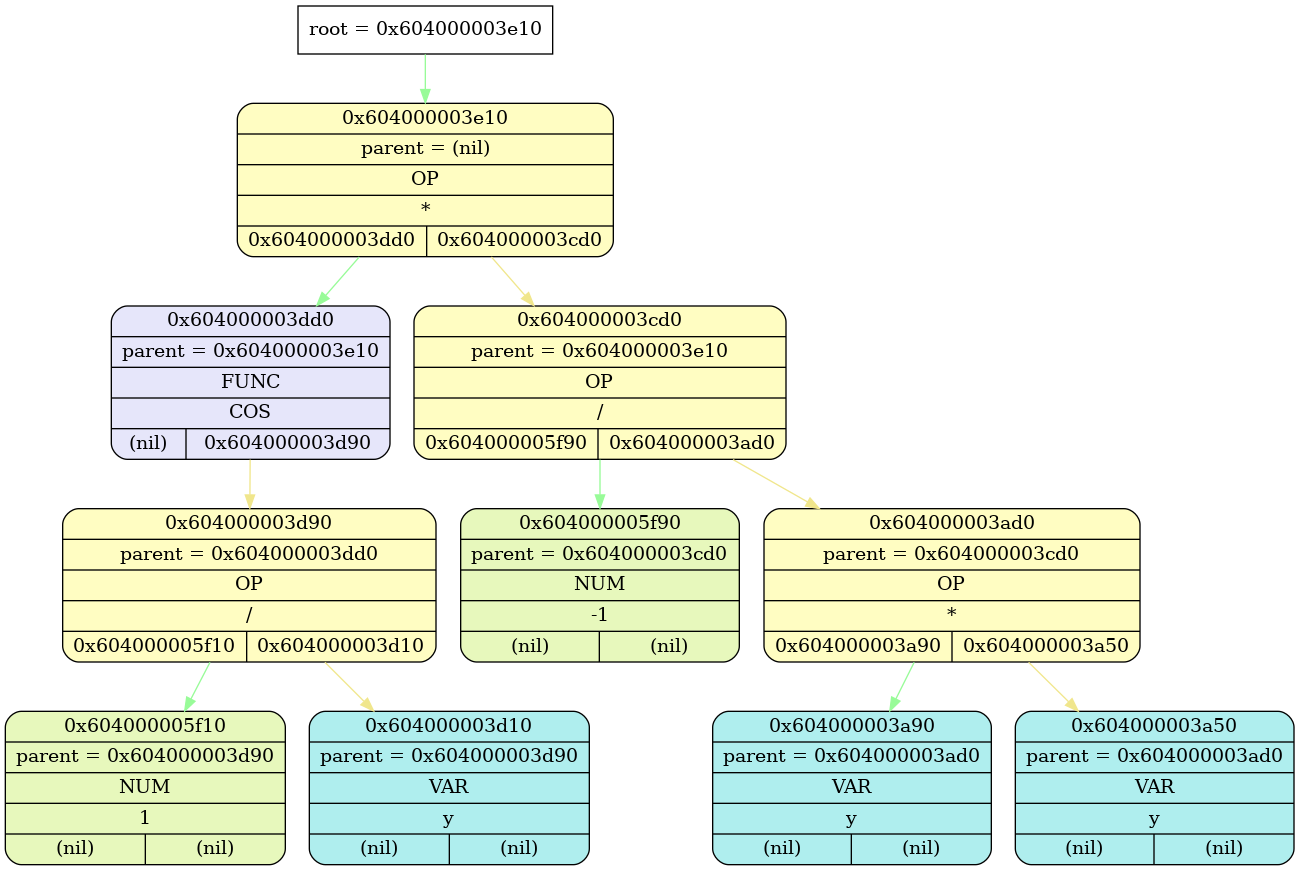 root = 0x604000003e10
0x604000003e10
parent = (nil)
OP
*
0x604000003dd0 0x604000003cd0
0x604000003dd0
parent = 0x604000003e10
FUNC
COS
(nil) 0x604000003d90
0x604000003cd0
parent = 0x604000003e10
OP
/
0x604000005f90 0x604000003ad0
0x604000003d90
parent = 0x604000003dd0
OP
/
0x604000005f10 0x604000003d10
0x604000005f90
parent = 0x604000003cd0
NUM
-1
(nil) (nil)
0x604000003ad0
parent = 0x604000003cd0
OP
*
0x604000003a90 0x604000003a50
0x604000005f10
parent = 0x604000003d90
NUM
1
(nil) (nil)
0x604000003d10
parent = 0x604000003d90
VAR
y
(nil) (nil)
0x604000003a90
parent = 0x604000003ad0
VAR
y
(nil) (nil)
0x604000003a50
parent = 0x604000003ad0
VAR
y
(nil) (nil)